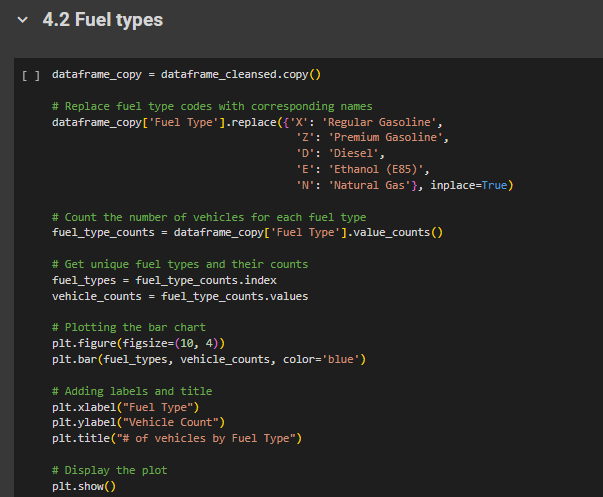 4.2 Fuel types
[ ] dataframe_copy = dataframe_cleansed.copy()
# Replace fuel type codes with corresponding names
dataframe_copy['Fuel Type'].replace({'X': 'Regular Gasoline',
'Z': 'Premium Gasoline',
'D': 'Diesel',
'E': 'Ethanol (E85)',
'N': 'Natural Gas'}, inplace=True)
# Count the number of vehicles for each fuel type
fuel_type_counts = dataframe_copy['Fuel Type'].value_counts()
# Get unique fuel types and their counts
fuel_types = fuel_type_counts.index
vehicle_counts = fuel_type_counts.values
# Plotting the bar chart
plt.figure(figsize=(10, 4))
plt.bar(fuel_types, vehicle_counts, color='blue')
# Adding labels and title
plt.xlabel("Fuel Type")
plt.ylabel("Vehicle Count")
plt.title("# of vehicles by Fuel Type")
# Display the plot
plt.show()